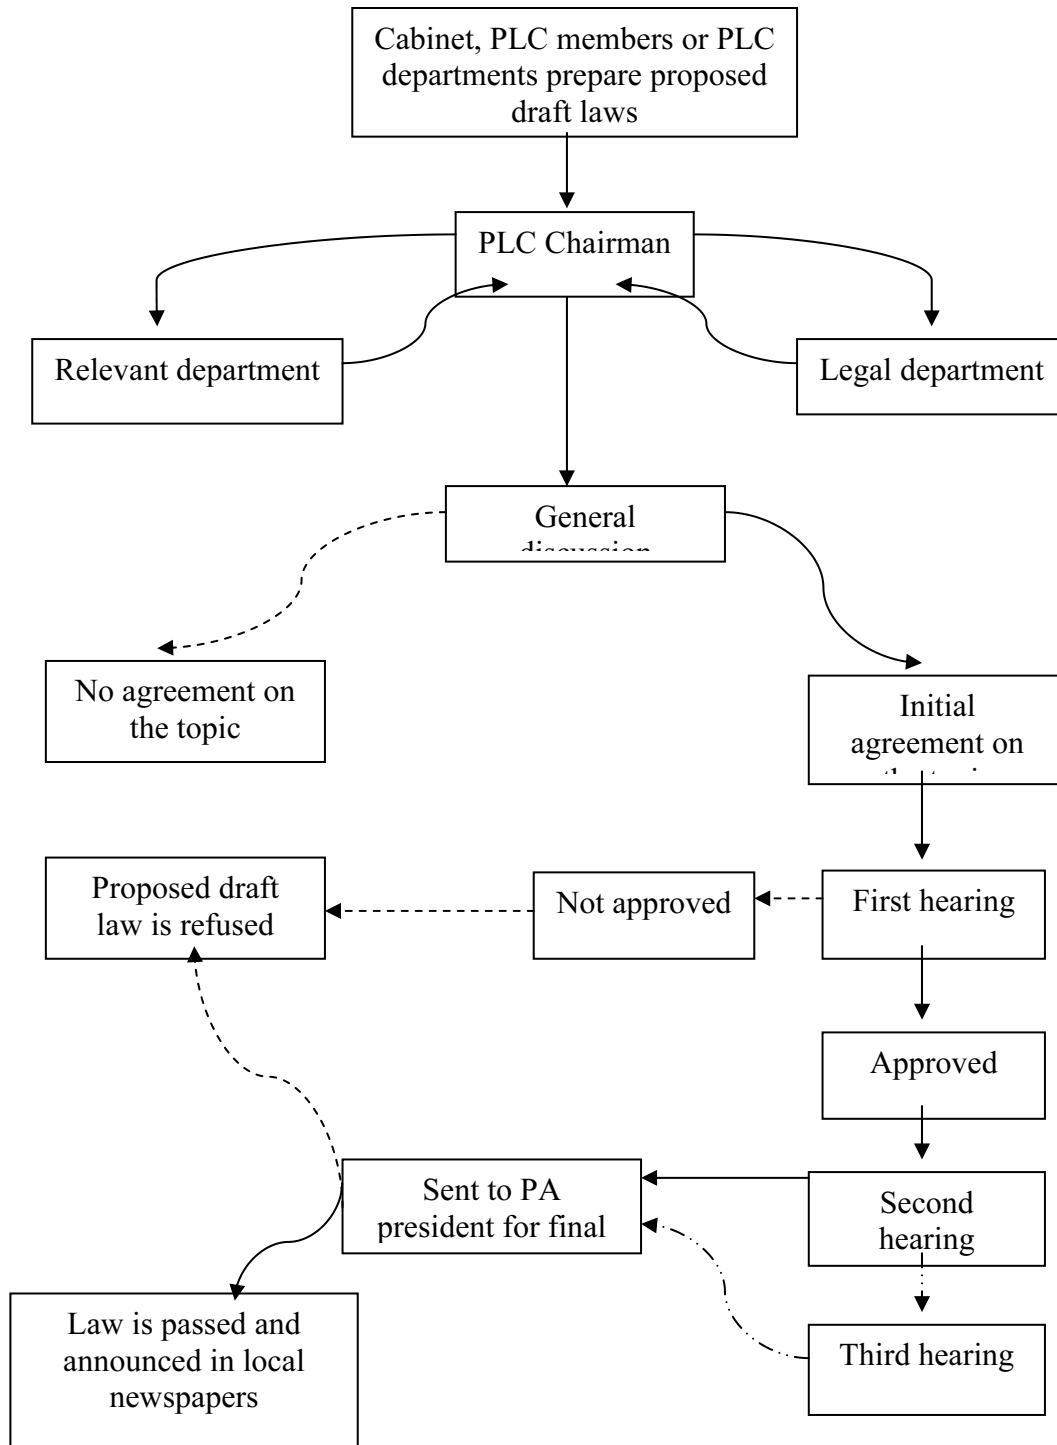 Cabinet, PLC members or PLC
departments prepare proposed
draft laws
PLC Chairman
Relevant department
Legal department
General
discussion
No agreement on
the topic
Initial
agreement on
Proposed draft
law is refused
Not approved
First hearing
Approved
Sent to PA
president for final
Second
hearing
Law is passed and
announced in local
newspapers
Third hearing